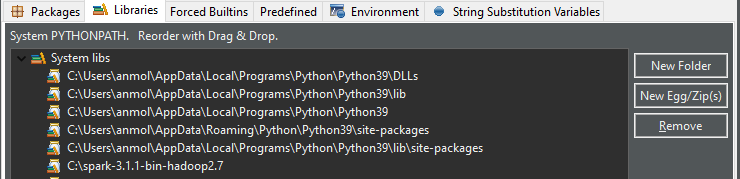 Packages Libraries Forced Builtins Predefined Environment String Substitution Variables
System PYTHONPATH. Reorder with Drag & Drop.
System libs
C:\Users\anmol\AppData\Local\Programs\Python\Python39\DLLs
C:\Users\anmol\AppData\Local\Programs\Python\Python39\lib
C:\Users\anmol\AppData\Local\Programs\Python\Python39
C:\Users\anmol\AppData\Roaming\Python\Python39\site-packages
C:\Users\anmol\AppData\Local\Programs\Python\Python39\lib\site-packages
C:\spark-3.1.1-bin-hadoop2.7
New Folder
New Egg/Zip(s)
Remove